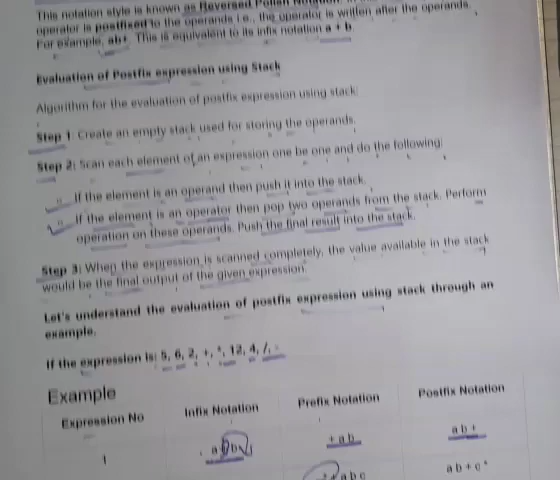 This notation style is known as Reversed Polish Notation
operator is postfixed to the operands i.e., the operator is written after the operands.
For example, ab+. This is equivalent to its infix notation a + b.
Evaluation of Postfix expression using Stack
Algorithm for the evaluation of postfix expression using stack:
Step 1: Create an empty stack used for storing the operands.
Step 2: Scan each element of an expression one be one and do the following:
If the element is an operand then push it into the stack.
If the element is an operator then pop two operands from the stack. Perform
operation on these operands. Push the final result into the stack.
Step 3: When the expression is scanned completely, the value available in the stack
would be the final output of the given expression.
Let's understand the evaluation of postfix expression using stack through an
example.
If the expression is: 5, 6, 2, +, *, 12, 4, /, -
Example
Expression No Infix Notation Prefix Notation Postfix Notation
1 + a b a b +
a b + c *